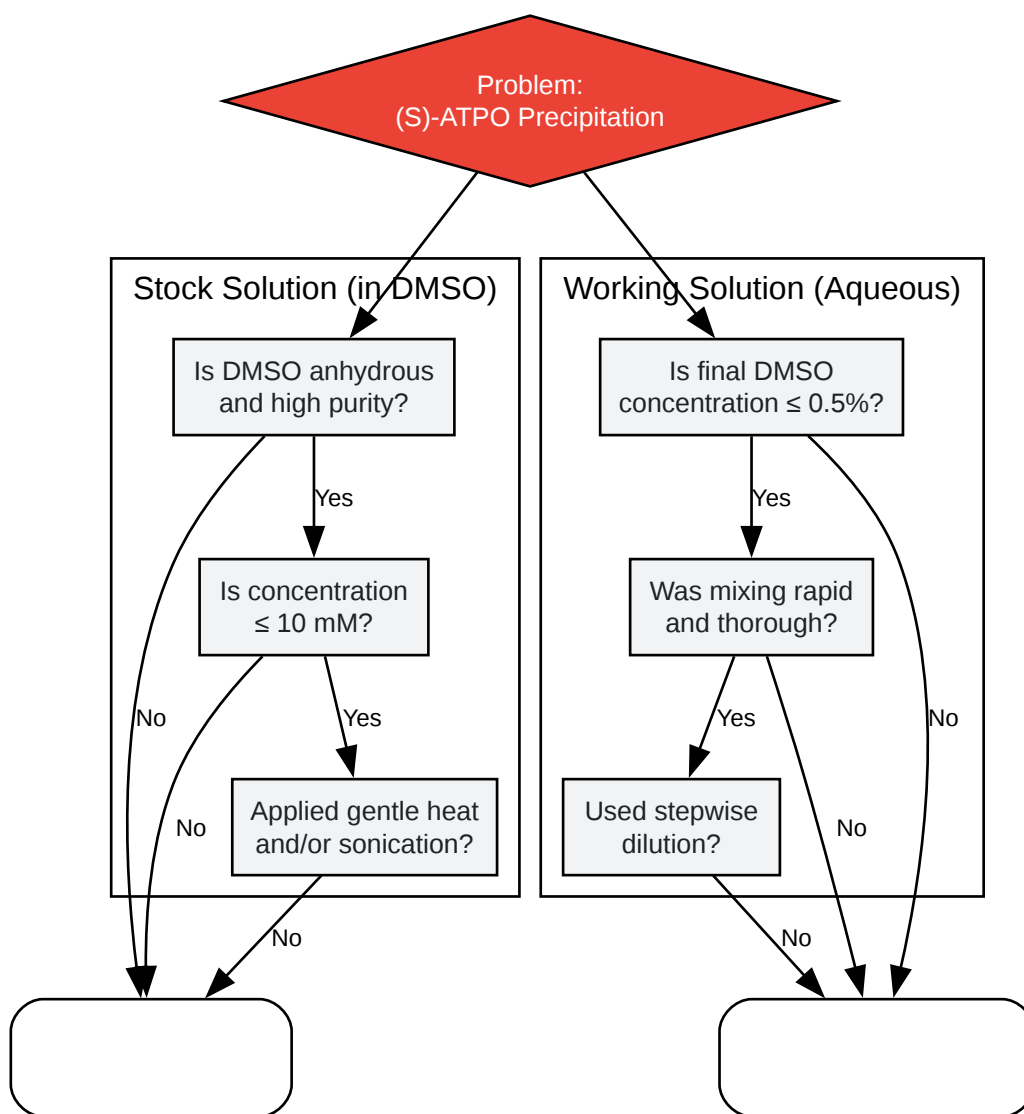 Problem:
(S)-ATPO Precipitation
Stock Solution (in DMSO)
Is DMSO anhydrous
and high purity?
Yes
Is concentration
≤ 10 mM?
No
Yes
No
Applied gentle heat
and/or sonication?
No
Working Solution (Aqueous)
Is final DMSO
concentration ≤ 0.5%?
Yes
Was mixing rapid
and thorough?
Yes
No
Used stepwise
dilution?
No
No